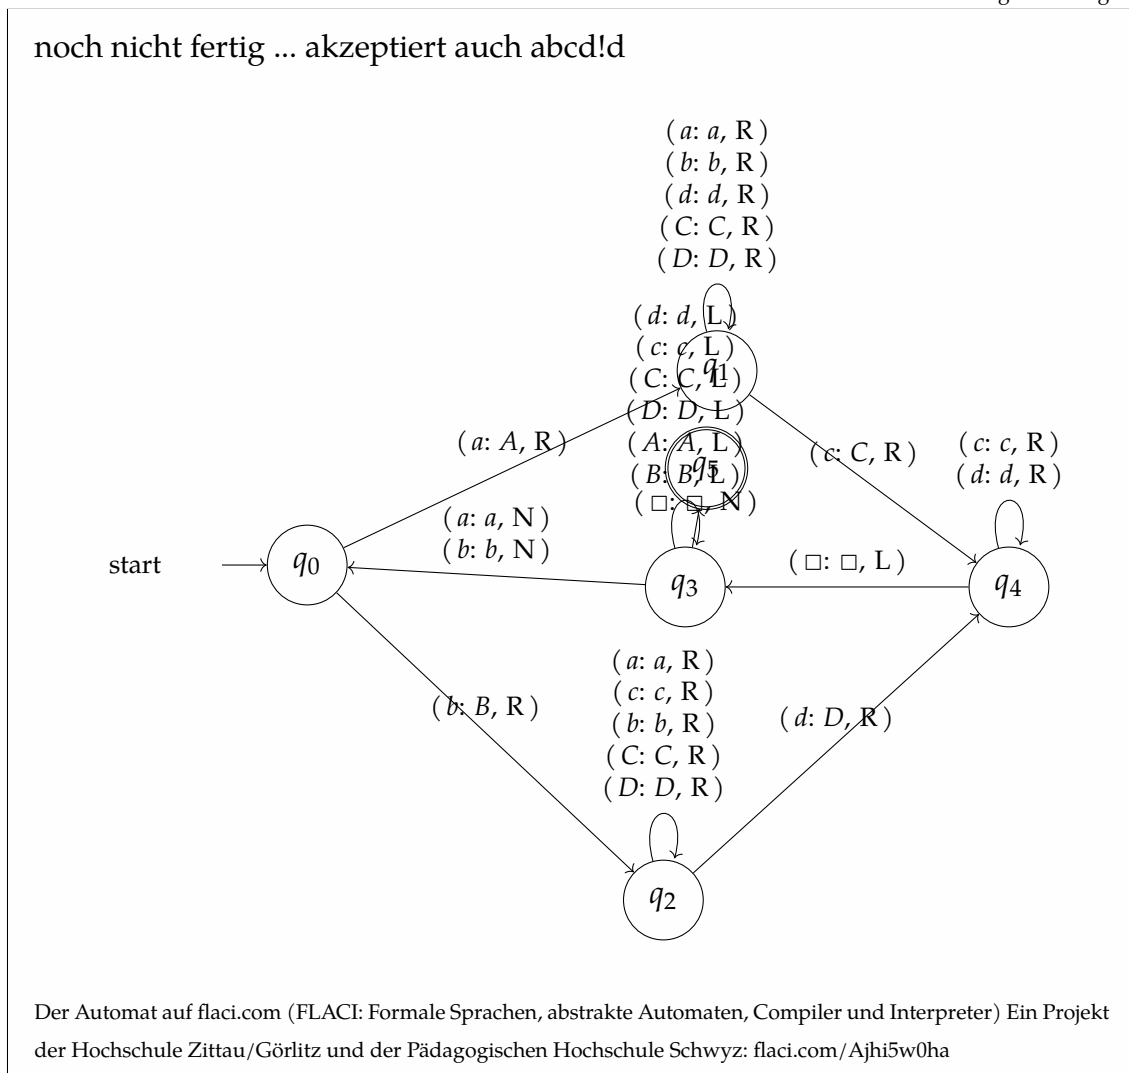 noch nicht fertig ... akzeptiert auch abcd!d
( a: a, R )
( b: b, R )
( d: d, R )
( C: C, R )
( D: D, R )
( d: d, L )
( c: c, L )
q1
( C: C, L )
( D: D, L )
( a: A, R )
( A: A, L )
( c: C, R )
( c: c, R )
q5
( B: B, L )
( d: d, R )
( □: □, N )
( a: a, N )
( b: b, N )
start
q0
( □: □, L )
q3
q4
( a: a, R )
( c: c, R )
( b: b, R )
( C: C, R )
( D: D, R )
( b: B, R )
( d: D, R )
q2
Der Automat auf flaci.com (FLACI: Formale Sprachen, abstrakte Automaten, Compiler und Interpreter) Ein Projekt
der Hochschule Zittau/Görlitz und der Pädagogischen Hochschule Schwyz: flaci.com/Ajhi5w0ha